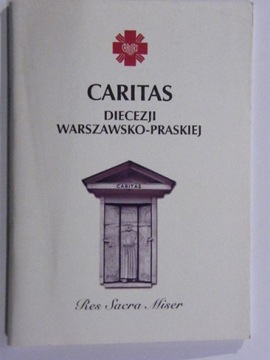 CARITAS
DIECEZJI
WARSZAWSKO-PRASKIEJ
CARITAS
Res Sacra Miser